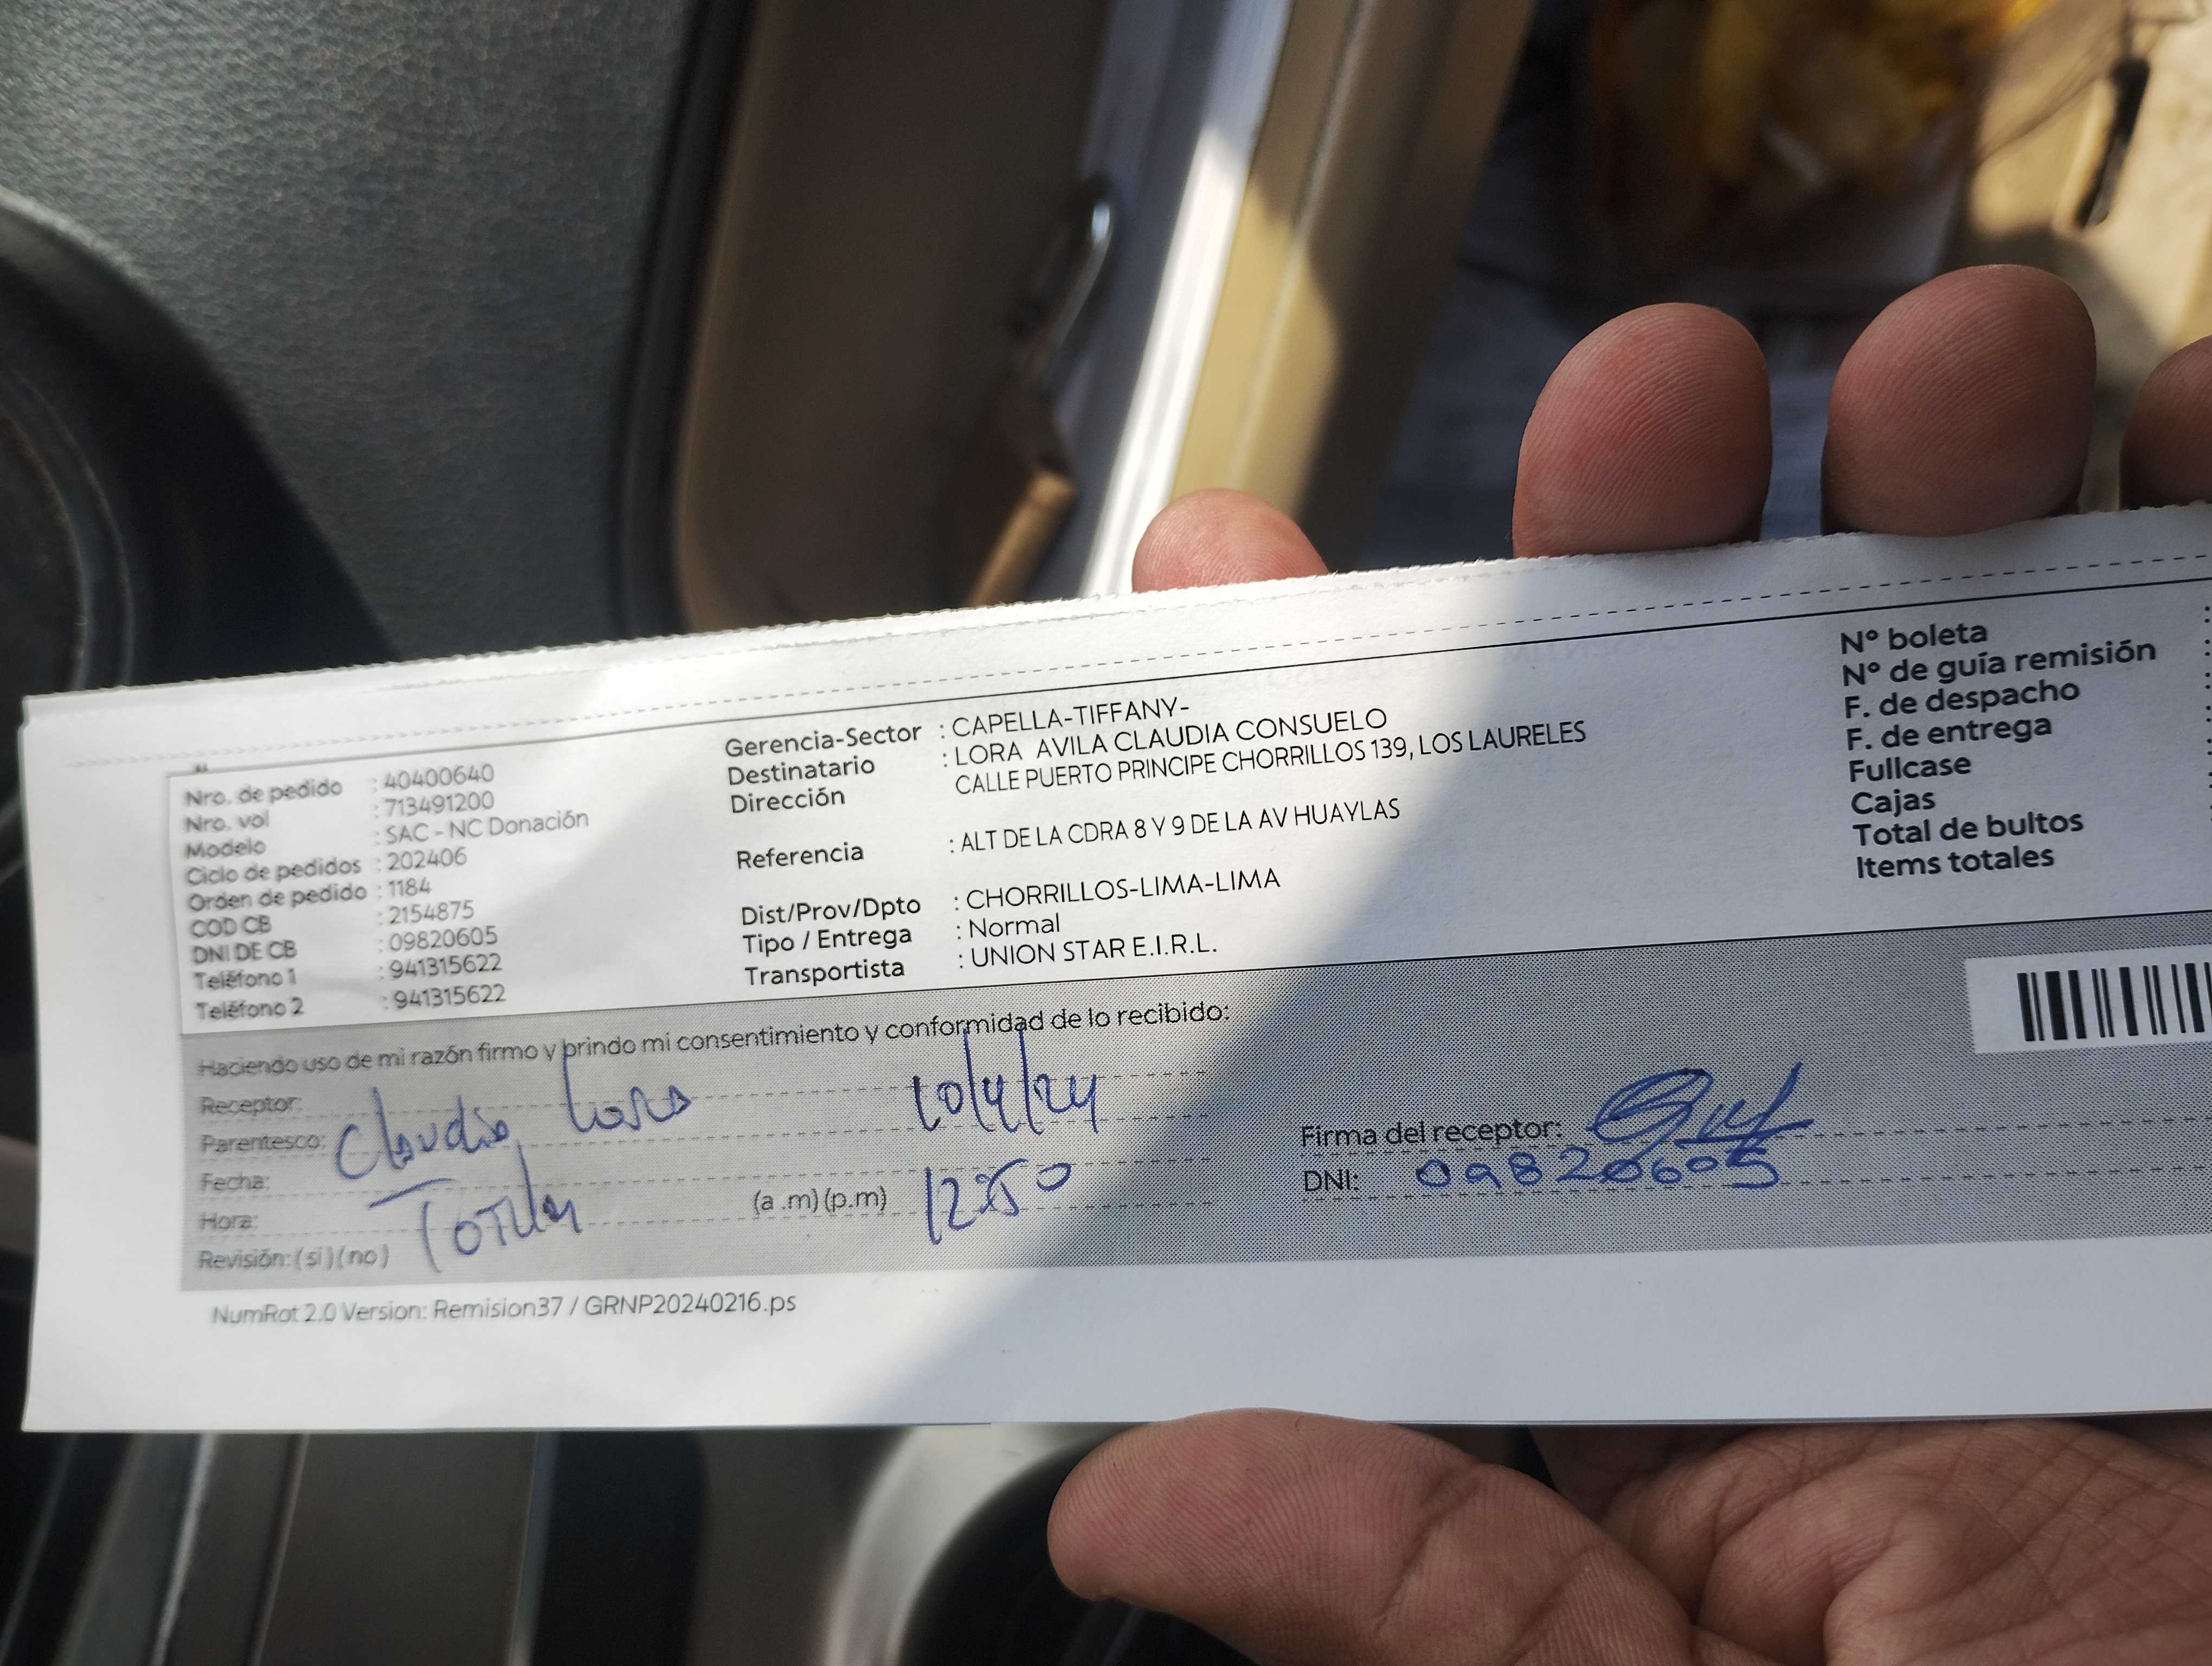 Nro. de pedido : 40400640
Nro. vol : 713491200
Modelo : SAC - NC Donación
Ciclo de pedidos : 202406
Orden de pedido : 1184
COD CB : 2154875
DNI DE CB : 09820605
Teléfono 1 : 941315622
Teléfono 2 : 941315622
Gerencia-Sector : CAPELLA-TIFFANY-
Destinatario : LORA AVILA CLAUDIA CONSUELO
Dirección CALLE PUERTO PRINCIPE CHORRILLOS 139, LOS LAURELES
Referencia : ALT DE LA CDRA 8 Y 9 DE LA AV HUAYLAS
Dist/Prov/Dpto : CHORRILLOS-LIMA-LIMA
Tipo / Entrega : Normal
Transportista : UNION STAR E.I.R.L.
N° boleta :
N° de guía remisión :
F. de despacho :
F. de entrega :
Fullcase :
Cajas :
Total de bultos :
Items totales
Haciendo uso de mi razón firmo y brindo mi consentimiento y conformidad de lo recibido:
Receptor:
Parentesco: Claudia Lora 10/4/24
Fecha:
Hora: (a .m) (p.m) 12:50
Revisión: ( si ) ( no ) Titular
Firma del receptor:
DNI: 09820605
NumRot 2.0 Version: Remision37 / GRNP20240216.ps